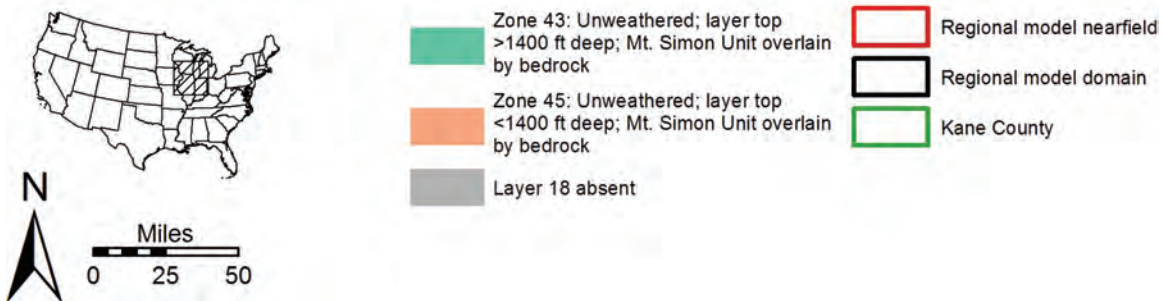 N
Miles
0 25 50
Zone 43: Unweathered; layer top
>1400 ft deep; Mt. Simon Unit overlain
by bedrock
Zone 45: Unweathered; layer top
<1400 ft deep; Mt. Simon Unit overlain
by bedrock
Layer 18 absent
Regional model nearfield
Regional model domain
Kane County